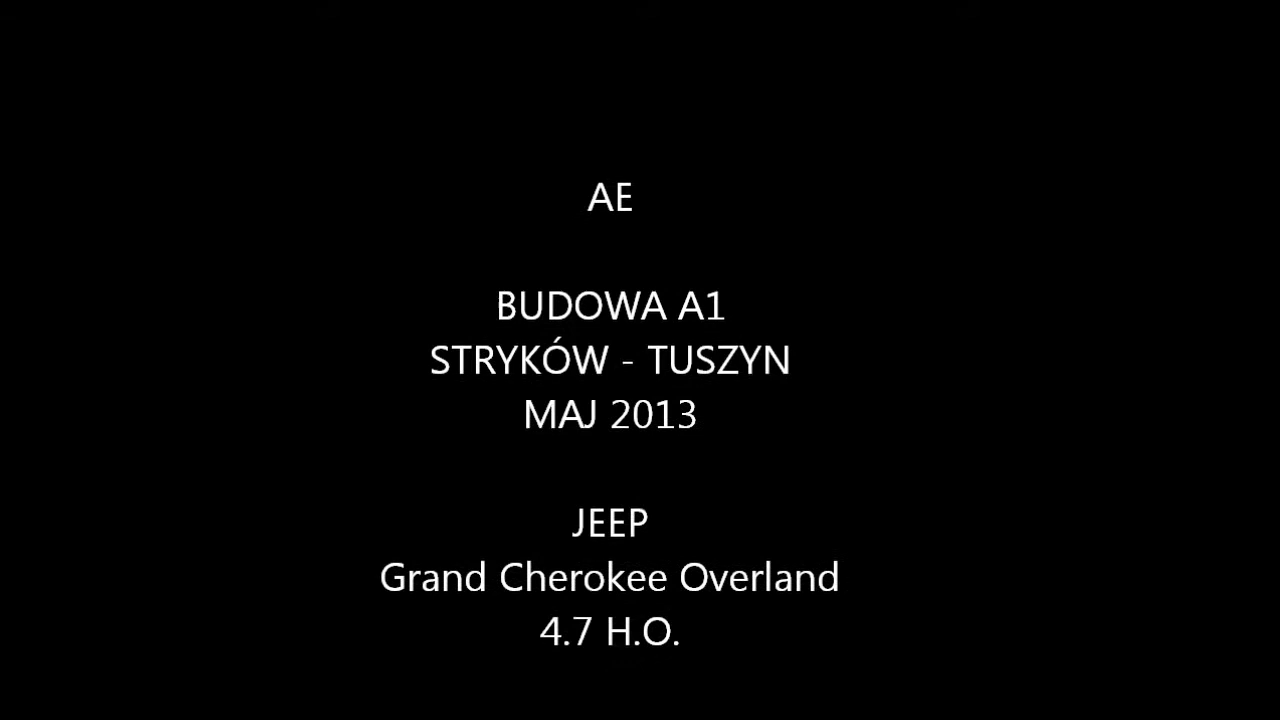 AE
BUDOWA A1
STRYKÓW - TUSZYN
MAJ 2013
JEEP
Grand Cherokee Overland
4.7 H.O.